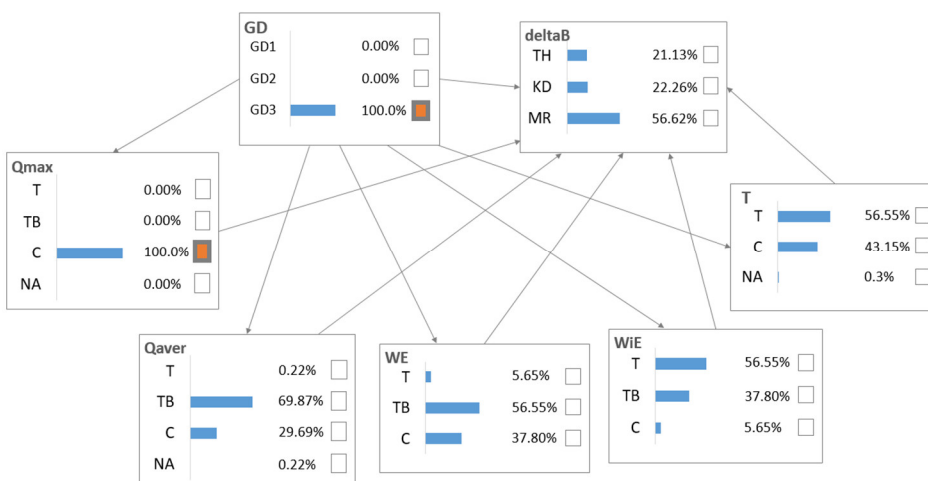 GD
GD1 0.00%
GD2 0.00%
GD3 100.0%
deltaB
TH 21.13%
KD 22.26%
MR 56.62%
Qmax
T 0.00%
TB 0.00%
C 100.0%
NA 0.00%
T
T 56.55%
C 43.15%
NA 0.3%
Qaver
T 0.22%
TB 69.87%
C 29.69%
NA 0.22%
WE
T 5.65%
TB 56.55%
C 37.80%
WiE
T 56.55%
TB 37.80%
C 5.65%